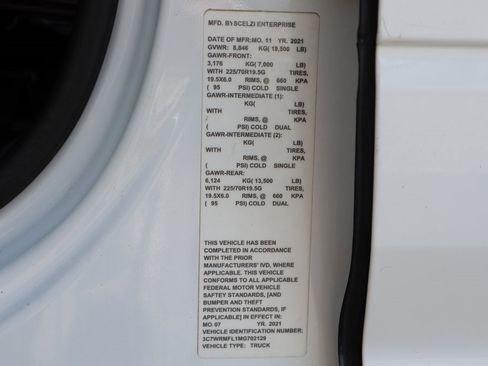 MFD. BY:SCELZI ENTERPRISE
DATE OF MFR:MO. 11 YR. 2021
GVWR: 8,846 KG(19,500 LB)
GAWR-FRONT:
3,176 KG(7,000 LB)
WITH 225/70R19.5G TIRES,
19.5X6.0 RIMS, @ 660 KPA
( 95 PSI) COLD SINGLE
GAWR-INTERMEDIATE (1):
KG( LB)
WITH TIRES,
/ RIMS, @ KPA
( PSI) COLD DUAL
GAWR-INTERMEDIATE (2):
KG( LB)
WITH TIRES,
RIMS, @ KPA
( PSI) COLD SINGLE
GAWR-REAR:
6,124 KG(13,500 LB)
WITH 225/70R19.5G TIRES,
19.5X6.0 RIMS, @ 660 KPA
( 95 PSI) COLD DUAL
THIS VEHICLE HAS BEEN
COMPLETED IN ACCORDANCE
WITH THE PRIOR
MANUFACTURERS' IVD, WHERE
APPLICABLE. THIS VEHICLE
CONFORMS TO ALL APPLICABLE
FEDERAL MOTOR VEHICLE
SAFTEY STANDARDS, [AND
BUMPER AND THEFT
PREVENTION STANDARDS, IF
APPLICABLE] IN EFFECT IN:
MO. 07 YR. 2021
VEHICLE IDENTIFICATION NUMBER:
3C7WRMFL1MG702129
VEHICLE TYPE: TRUCK